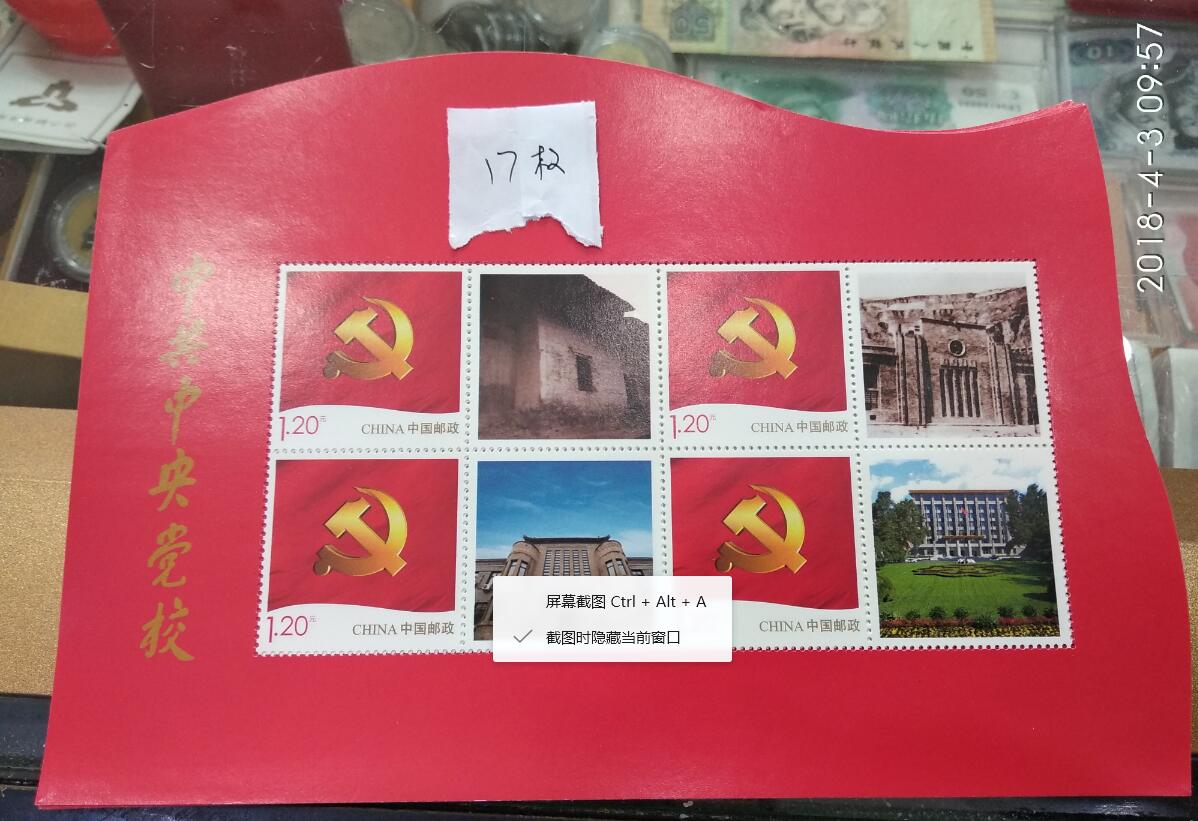 2018-4-3 09:57
17枚
中共中央党校
1.20元
CHINA 中国邮政
1.20元
CHINA 中国邮政
1.20元
CHINA 中国邮政
CHINA 中国邮政
屏幕截图 Ctrl + Alt + A
截图时隐藏当前窗口